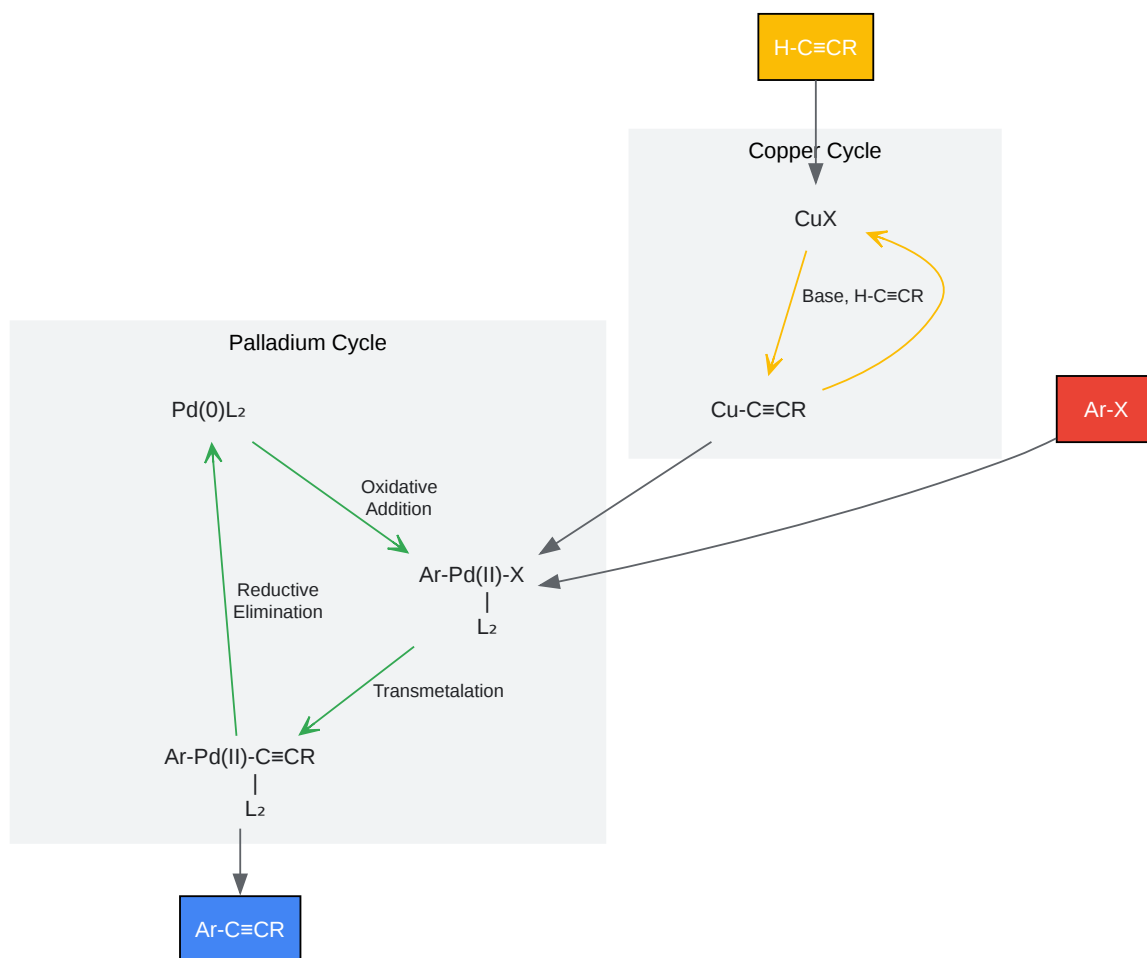 H-C≡CR
Copper Cycle
CuX
Base, H-C≡CR
Cu-C≡CR
Ar-X
Palladium Cycle
Pd(0)L₂
Oxidative
Addition
Ar-Pd(II)-X
|
L₂
Reductive
Elimination
Transmetalation
Ar-Pd(II)-C≡CR
|
L₂
Ar-C≡CR